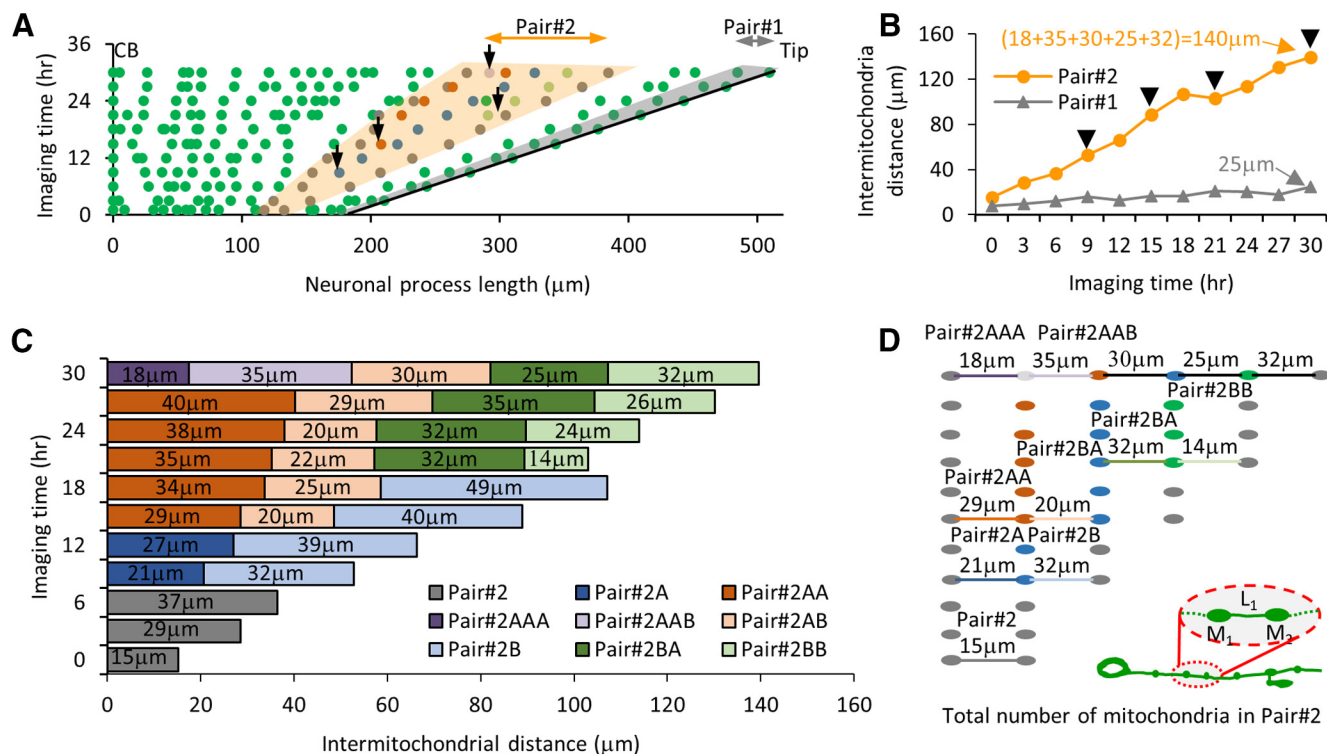 A
Pair#2
Pair#1
CB
Tip
Imaging time (hr)
36
24
12
0
0 100 200 300 400 500
Neuronal process length (μm)
B
Intermitochondria distance (μm)
160
120
80
40
0
(18+35+30+25+32)=140μm
Pair#2
Pair#1
25μm
0 3 6 9 12 15 18 21 24 27 30
Imaging time (hr)
C
Imaging time (hr)
30
24
18
12
6
0
18μm 35μm 30μm 25μm 32μm
40μm 29μm 35μm 26μm
38μm 20μm 32μm 24μm
35μm 22μm 32μm 14μm
34μm 25μm 49μm
29μm 20μm 40μm
27μm 39μm
21μm 32μm
37μm
29μm
15μm
Pair#2 Pair#2A Pair#2AA
Pair#2AAA Pair#2AAB Pair#2AB
Pair#2B Pair#2BA Pair#2BB
0 20 40 60 80 100 120 140 160
Intermitochondrial distance (μm)
D
Pair#2AAA Pair#2AAB
18μm 35μm 30μm 25μm 32μm
Pair#2BB
Pair#2BA
Pair#2BA 32μm 14μm
Pair#2AA
29μm 20μm
Pair#2A Pair#2B
21μm 32μm
Pair#2
15μm
L1
M1 M2
Total number of mitochondria in Pair#2